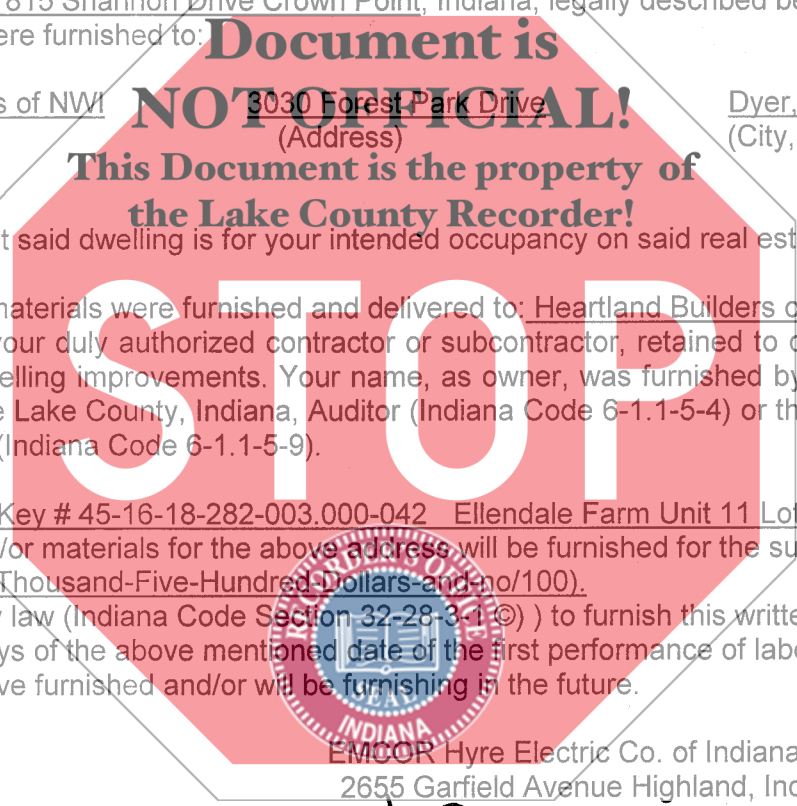 815 Shannon Drive Crown Point, Indiana, legally described be
ere furnished to:
Document is
s of NWI 3030 Forest Park Drive Dyer,
NOT OFFICIAL!
(Address) (City,
This Document is the property of
the Lake County Recorder!
t said dwelling is for your intended occupancy on said real est
STOP
naterials were furnished and delivered to: Heartland Builders o
your duly authorized contractor or subcontractor, retained to c
elling improvements. Your name, as owner, was furnished by
e Lake County, Indiana, Auditor (Indiana Code 6-1.1-5-4) or th
(Indiana Code 6-1.1-5-9).
Key # 45-16-18-282-003.000-042 Ellendale Farm Unit 11 Lot
/or materials for the above address will be furnished for the su
Thousand-Five-Hundred-Dollars-and-no/100).
y law (Indiana Code Section 32-28-3-1 ©) ) to furnish this writte
ys of the above mentioned date of the first performance of labo
ve furnished and/or will be furnishing in the future.
RECORDER'S OFFICE
SEAL
INDIANA
EMCOR Hyre Electric Co. of Indiana
2655 Garfield Avenue Highland, Ind